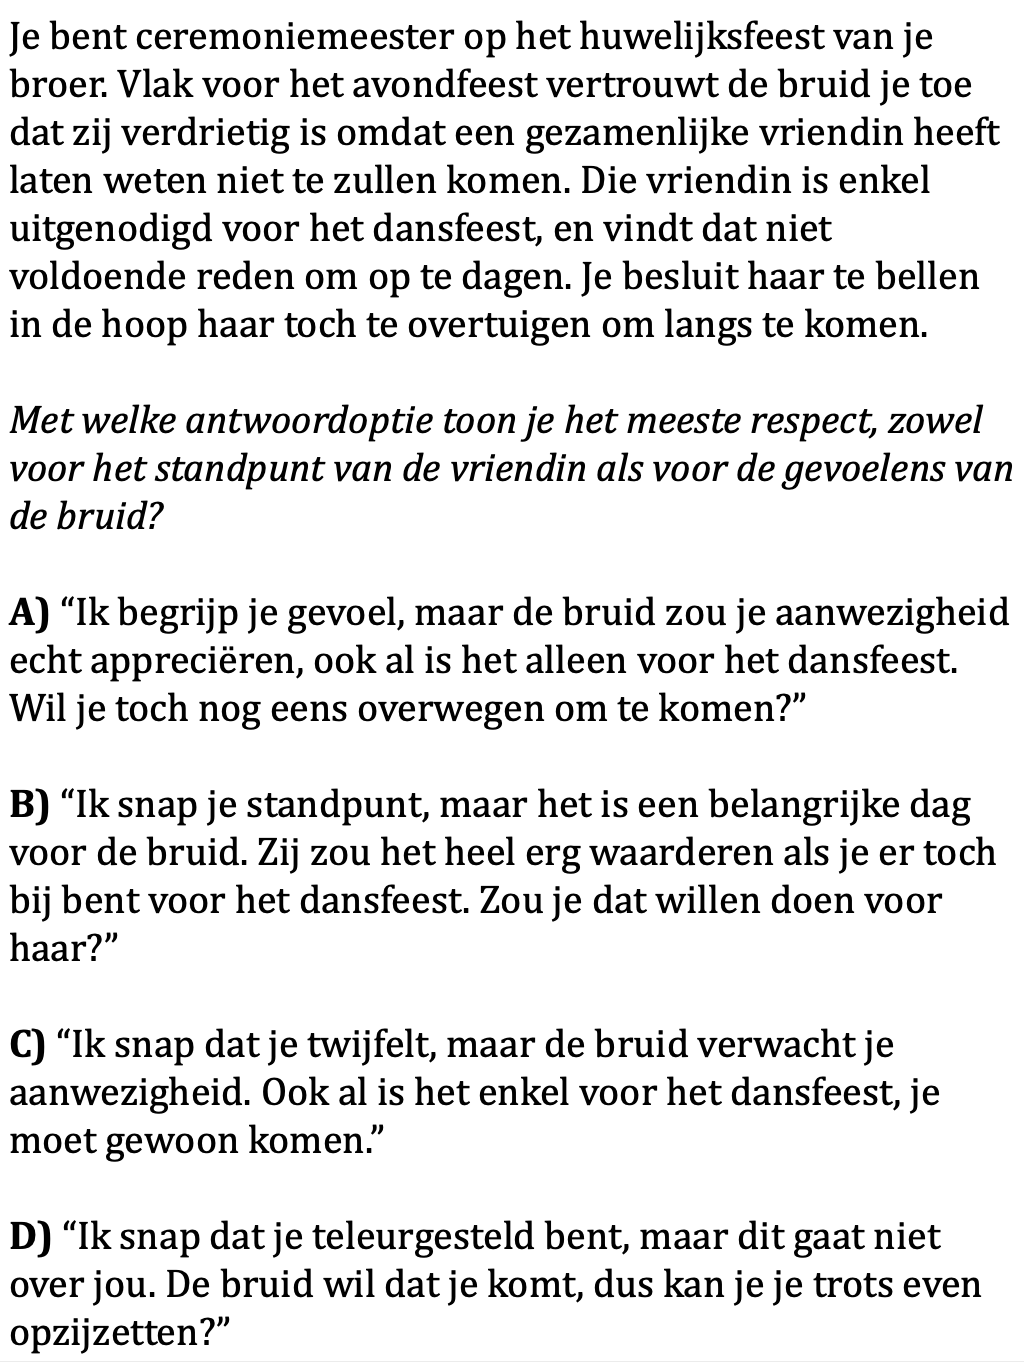 Je bent ceremoniemeester op het huwelijksfeest van je
broer. Vlak voor het avondfeest vertrouwt de bruid je toe
dat zij verdrietig is omdat een gezamenlijke vriendin heeft
laten weten niet te zullen komen. Die vriendin is enkel
uitgenodigd voor het dansfeest, en vindt dat niet
voldoende reden om op te dagen. Je besluit haar te bellen
in de hoop haar toch te overtuigen om langs te komen.
Met welke antwoordoptie toon je het meeste respect, zowel
voor het standpunt van de vriendin als voor de gevoelens van
de bruid?
A) “Ik begrijp je gevoel, maar de bruid zou je aanwezigheid
echt appreciëren, ook al is het alleen voor het dansfeest.
Wil je toch nog eens overwegen om te komen?”
B) “Ik snap je standpunt, maar het is een belangrijke dag
voor de bruid. Zij zou het heel erg waarderen als je er toch
bij bent voor het dansfeest. Zou je dat willen doen voor
haar?”
C) “Ik snap dat je twijfelt, maar de bruid verwacht je
aanwezigheid. Ook al is het enkel voor het dansfeest, je
moet gewoon komen.”
D) “Ik snap dat je teleurgesteld bent, maar dit gaat niet
over jou. De bruid wil dat je komt, dus kan je je trots even
opzijzetten?”